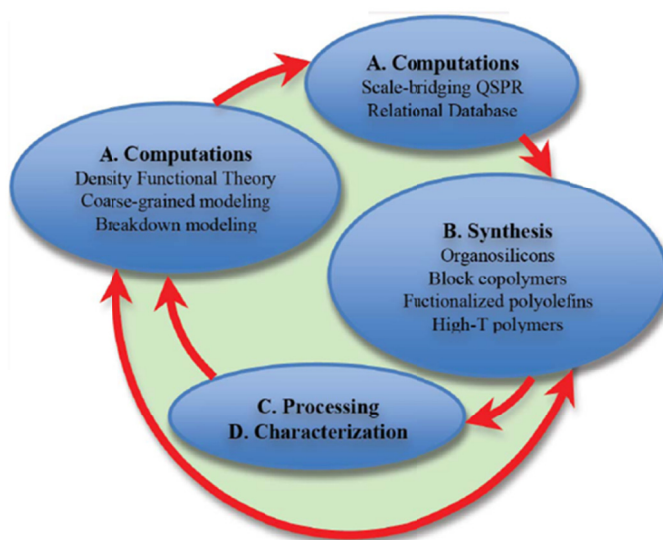 A. Computations
Scale-bridging QSPR
Relational Database
A. Computations
Density Functional Theory
Coarse-grained modeling
Breakdown modeling
B. Synthesis
Organosilicons
Block copolymers
Fuctionalized polyolefins
High-T polymers
C. Processing
D. Characterization